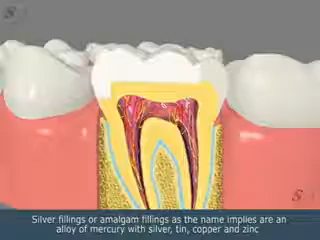 Silver fillings or amalgam fillings as the name implies are an
alloy of mercury with silver, tin, copper and zinc